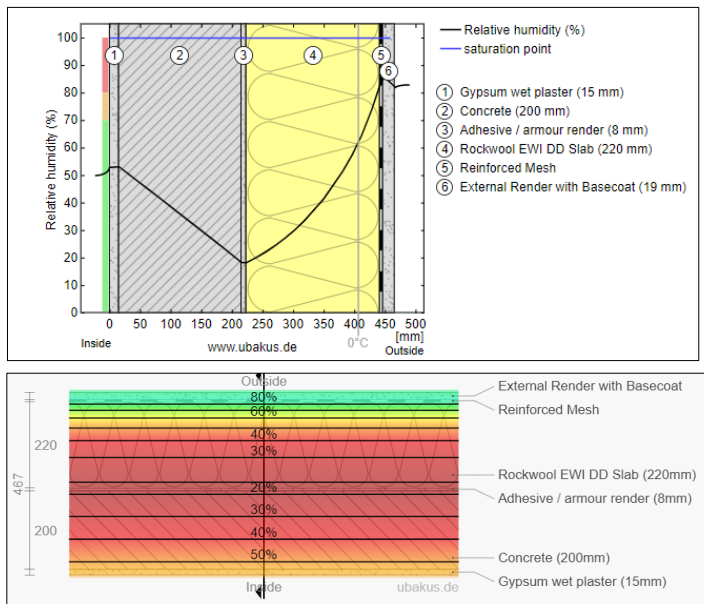 Relative humidity (%)
100
90
80
70
60
50
40
30
20
10
0
1
2
3
4
5
6
0
50
100
150
200
250
300
350
400
450
500
[mm]
Inside
www.ubakus.de
0°C
Outside
Relative humidity (%)
saturation point
1 Gypsum wet plaster (15 mm)
2 Concrete (200 mm)
3 Adhesive / armour render (8 mm)
4 Rockwool EWI DD Slab (220 mm)
5 Reinforced Mesh
6 External Render with Basecoat (19 mm)
Outside
80%
60%
40%
30%
20%
30%
40%
50%
Inside
ubakus.de
467
220
200
External Render with Basecoat
Reinforced Mesh
Rockwool EWI DD Slab (220mm)
Adhesive / armour render (8mm)
Concrete (200mm)
Gypsum wet plaster (15mm)